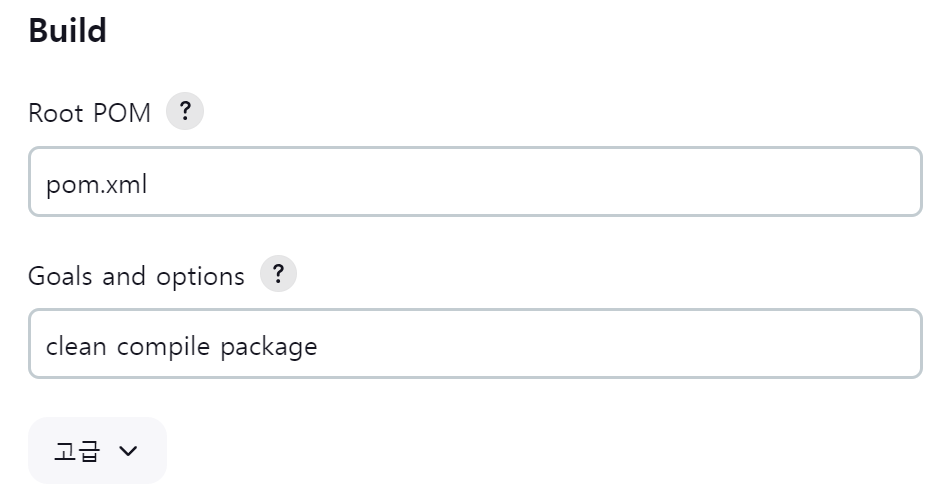 Build
Root POM ?
pom.xml
Goals and options ?
clean compile package
고급